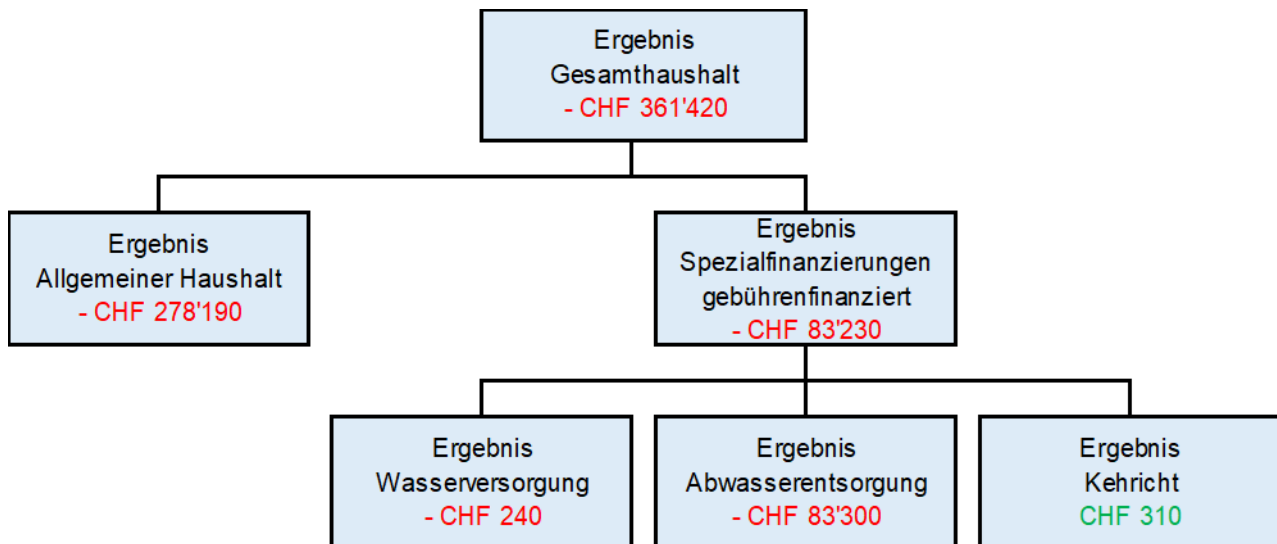 Ergebnis
Gesamthaushalt
- CHF 361'420
Ergebnis
Allgemeiner Haushalt
- CHF 278'190
Ergebnis
Spezialfinanzierungen
gebührenfinanziert
- CHF 83'230
Ergebnis
Wasserversorgung
- CHF 240
Ergebnis
Abwasserentsorgung
- CHF 83'300
Ergebnis
Kehricht
CHF 310